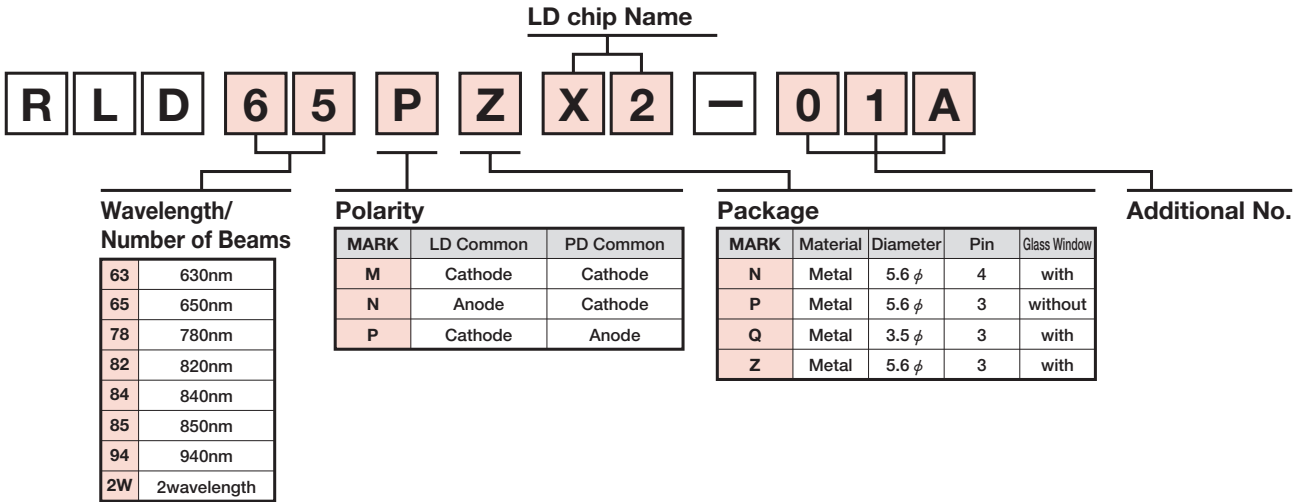 LD chip Name
R L D 6 5 P Z X 2 — 0 1 A
Wavelength/
Number of Beams
63 630nm
65 650nm
78 780nm
82 820nm
84 840nm
85 850nm
94 940nm
2W 2wavelength
Polarity
MARK LD Common PD Common
M Cathode Cathode
N Anode Cathode
P Cathode Anode
Package
MARK Material Diameter Pin Glass Window
N Metal 5.6 ϕ 4 with
P Metal 5.6 ϕ 3 without
Q Metal 3.5 ϕ 3 with
Z Metal 5.6 ϕ 3 with
Additional No.